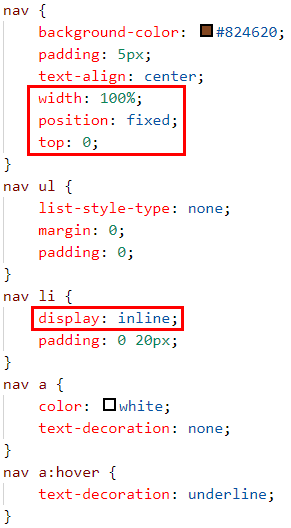 nav {
    background-color: #824620;
    padding: 5px;
    text-align: center;
    width: 100%;
    position: fixed;
    top: 0;
}
nav ul {
    list-style-type: none;
    margin: 0;
    padding: 0;
}
nav li {
    display: inline;
    padding: 0 20px;
}
nav a {
    color: white;
    text-decoration: none;
}
nav a:hover {
    text-decoration: underline;
}